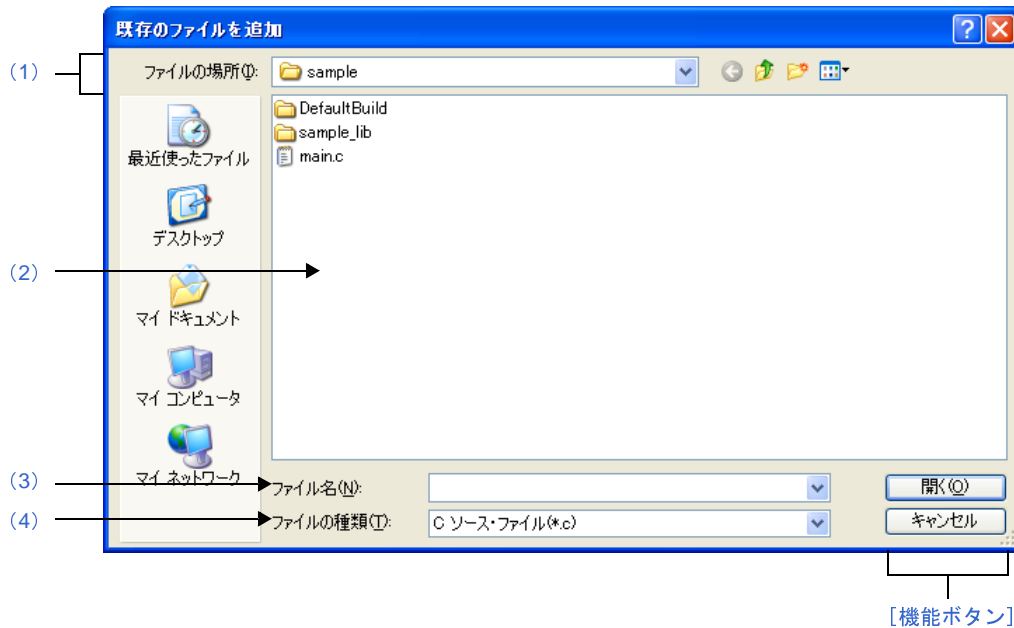 既存のファイルを追加
(1)
ファイルの場所(I):
sample
DefaultBuild
sample_lib
main.c
最近使ったファイル
デスクトップ
(2)
マイ ドキュメント
マイ コンピュータ
マイ ネットワーク
(3)
ファイル名(N):
開く(O)
(4)
ファイルの種類(T):
C ソース・ファイル(*.c)
キャンセル
[機能ボタン]